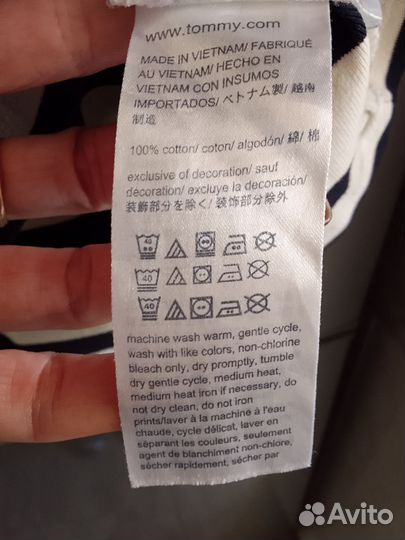 www.tommy.com
MADE IN VIETNAM/ FABRIQUÉ
AU VIETNAM/ HECHO EN
VIETNAM CON INSUMOS
IMPORTADOS/ ベトナム製/ 越南
制造
100% cotton/ coton/ algodón/ 綿/ 棉
exclusive of decoration/ sauf
décoration/ excluye la decoración/
装飾部分を除く/ 装饰部分除外
40
40
40
machine wash warm, gentle cycle,
wash with like colors, non-chlorine
bleach only, dry promptly, tumble
dry gentle cycle, medium heat,
medium heat iron if necessary, do
not dry clean, do not iron
prints/laver à la machine à l'eau
chaude, cycle délical, laver en
séparant les couleurs, seulement
agent de blanchiment non-chlore,
sécher rapidement, sécher par
Avito